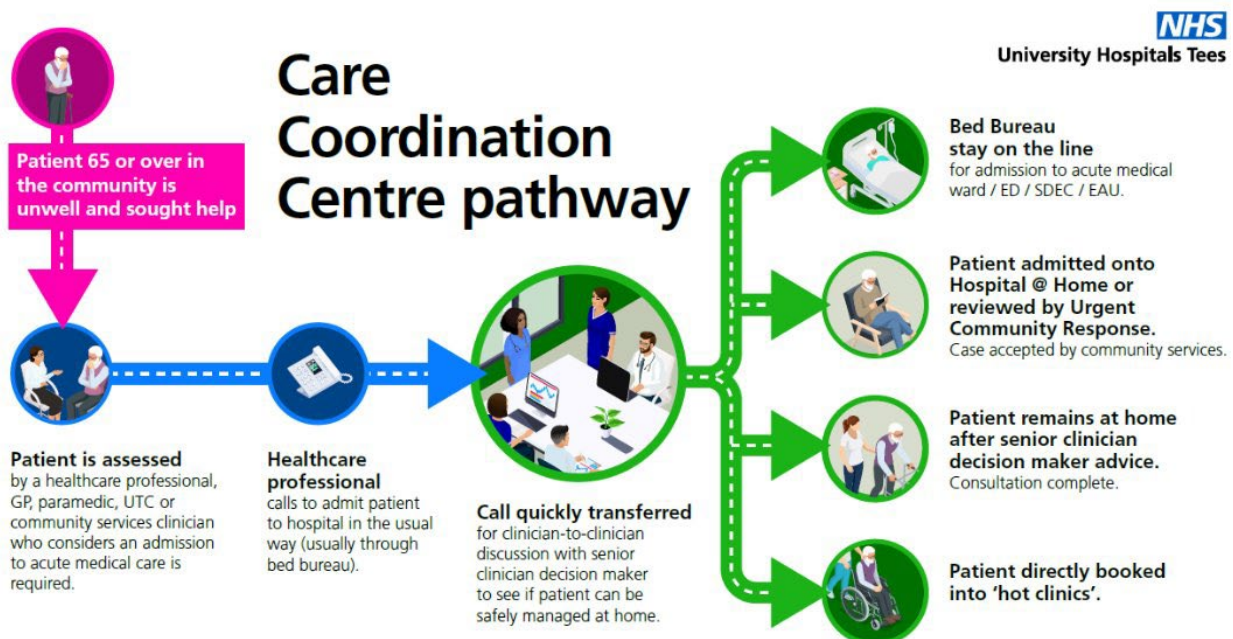 NHS
University Hospitals Tees
Care
Coordination
Centre pathway
Patient 65 or over in
the community is
unwell and sought help
Patient is assessed
by a healthcare professional,
GP, paramedic, UTC or
community services clinician
who considers an admission
to acute medical care is
required.
Healthcare
professional
calls to admit patient
to hospital in the usual
way (usually through
bed bureau).
Call quickly transferred
for clinician-to-clinician
discussion with senior
clinician decision maker
to see if patient can be
safely managed at home.
Bed Bureau
stay on the line
for admission to acute medical
ward / ED / SDEC / EAU.
Patient admitted onto
Hospital @ Home or
reviewed by Urgent
Community Response.
Case accepted by community services.
Patient remains at home
after senior clinician
decision maker advice.
Consultation complete.
Patient directly booked
into ‘hot clinics’.